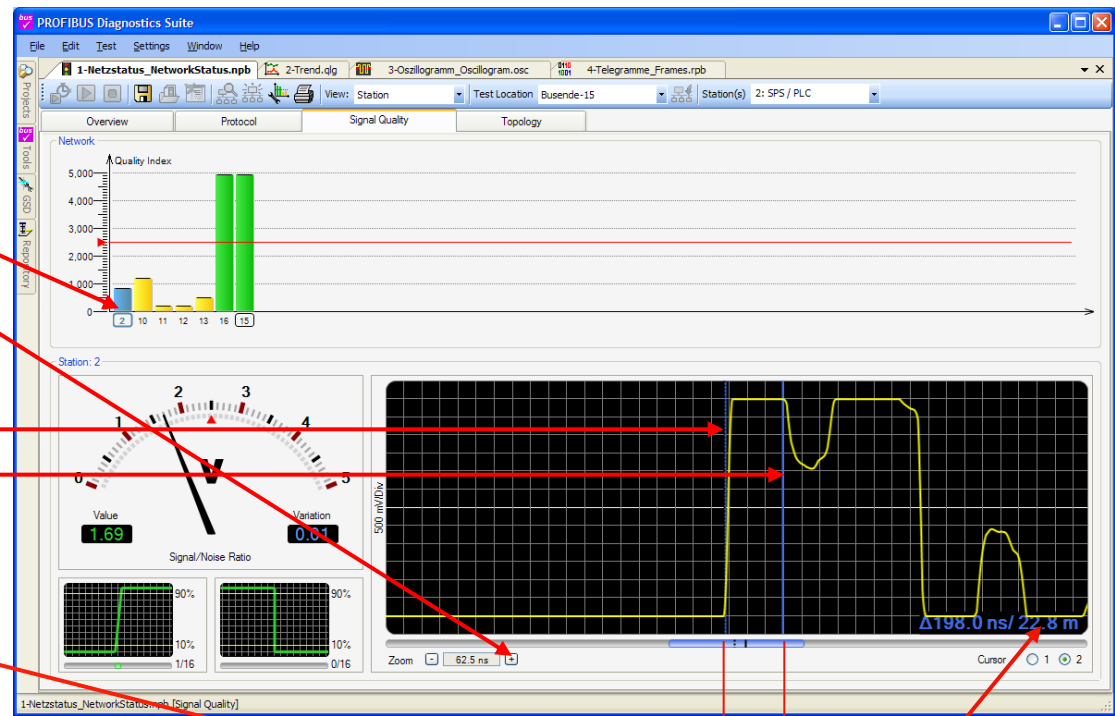 bus PROFIBUS Diagnostics Suite
File Edit Test Settings Window Help
1-Netzstatus_NetworkStatus.npb 2-Trend.qlg 3-Oszillogramm_Oscillogram.osc 0110 1001 4-Telegramme_Frames.rpb
View: Station Test Location Busende-15 Station(s) 2: SPS / PLC
Projects
bus Tools
GSD
Repository
Overview Protocol Signal Quality Topology
Network
Quality Index
5,000
4,000
3,000
2,000
1,000
0
2 10 11 12 13 16 15
Station: 2
0 1 2 3 4 5
V
Value Variation
1.69 0.01
Signal/Noise Ratio
90% 90%
10% 10%
1/16 0/16
500 mV/Div
Δ198.0 ns/ 22.8 m
Zoom - 62.5 ns + Cursor 1 2
1-Netzstatus_NetworkStatus.npb [Signal Quality]